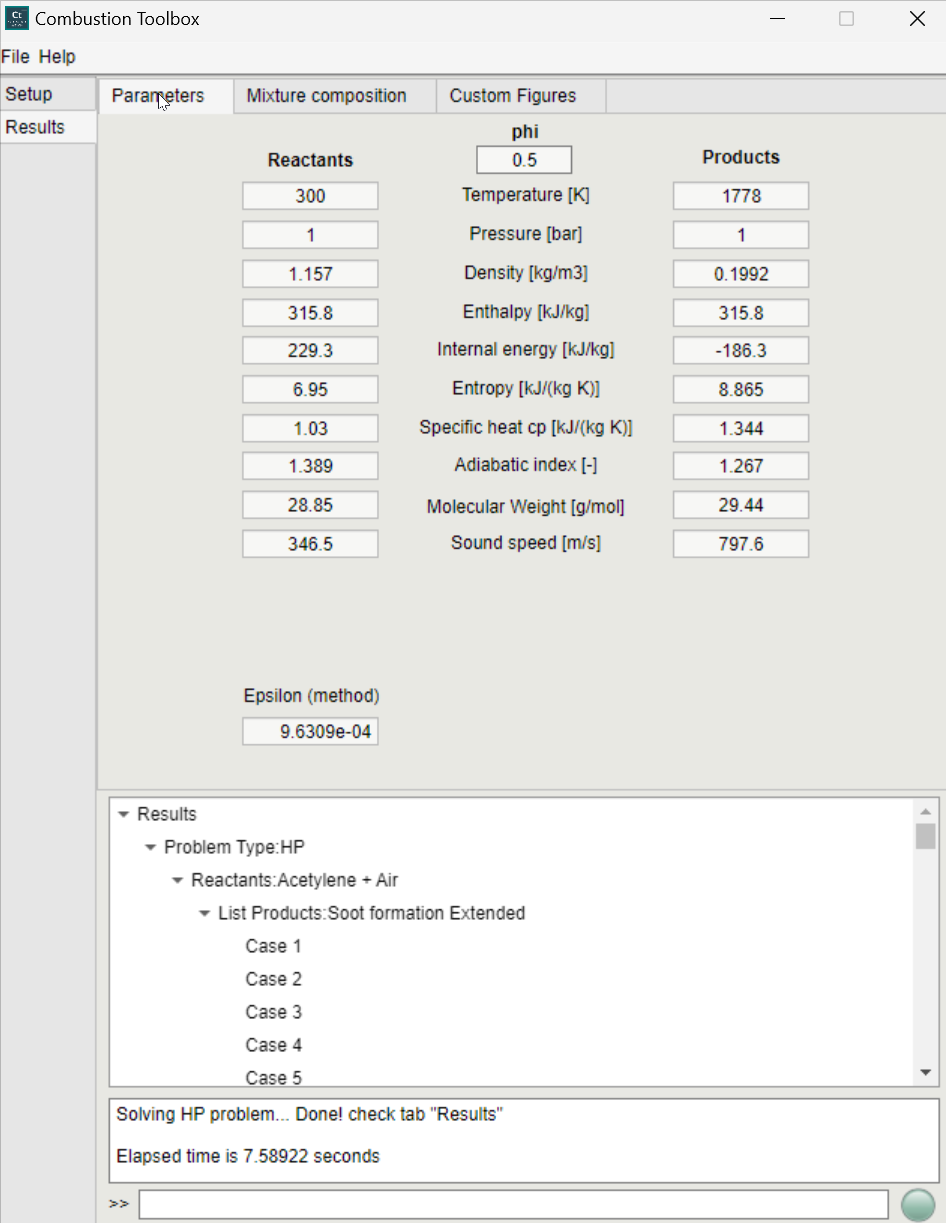 Ct
Combustion Toolbox
File Help
Setup
Results
Parameters
Mixture composition
Custom Figures
phi
Reactants
0.5
Products
300
Temperature [K]
1778
1
Pressure [bar]
1
1.157
Density [kg/m3]
0.1992
315.8
Enthalpy [kJ/kg]
315.8
229.3
Internal energy [kJ/kg]
-186.3
6.95
Entropy [kJ/(kg K)]
8.865
1.03
Specific heat cp [kJ/(kg K)]
1.344
1.389
Adiabatic index [-]
1.267
28.85
Molecular Weight [g/mol]
29.44
346.5
Sound speed [m/s]
797.6
Epsilon (method)
9.6309e-04
Results
Problem Type:HP
Reactants:Acetylene + Air
List Products:Soot formation Extended
Case 1
Case 2
Case 3
Case 4
Case 5
Solving HP problem... Done! check tab "Results"
Elapsed time is 7.58922 seconds
>>